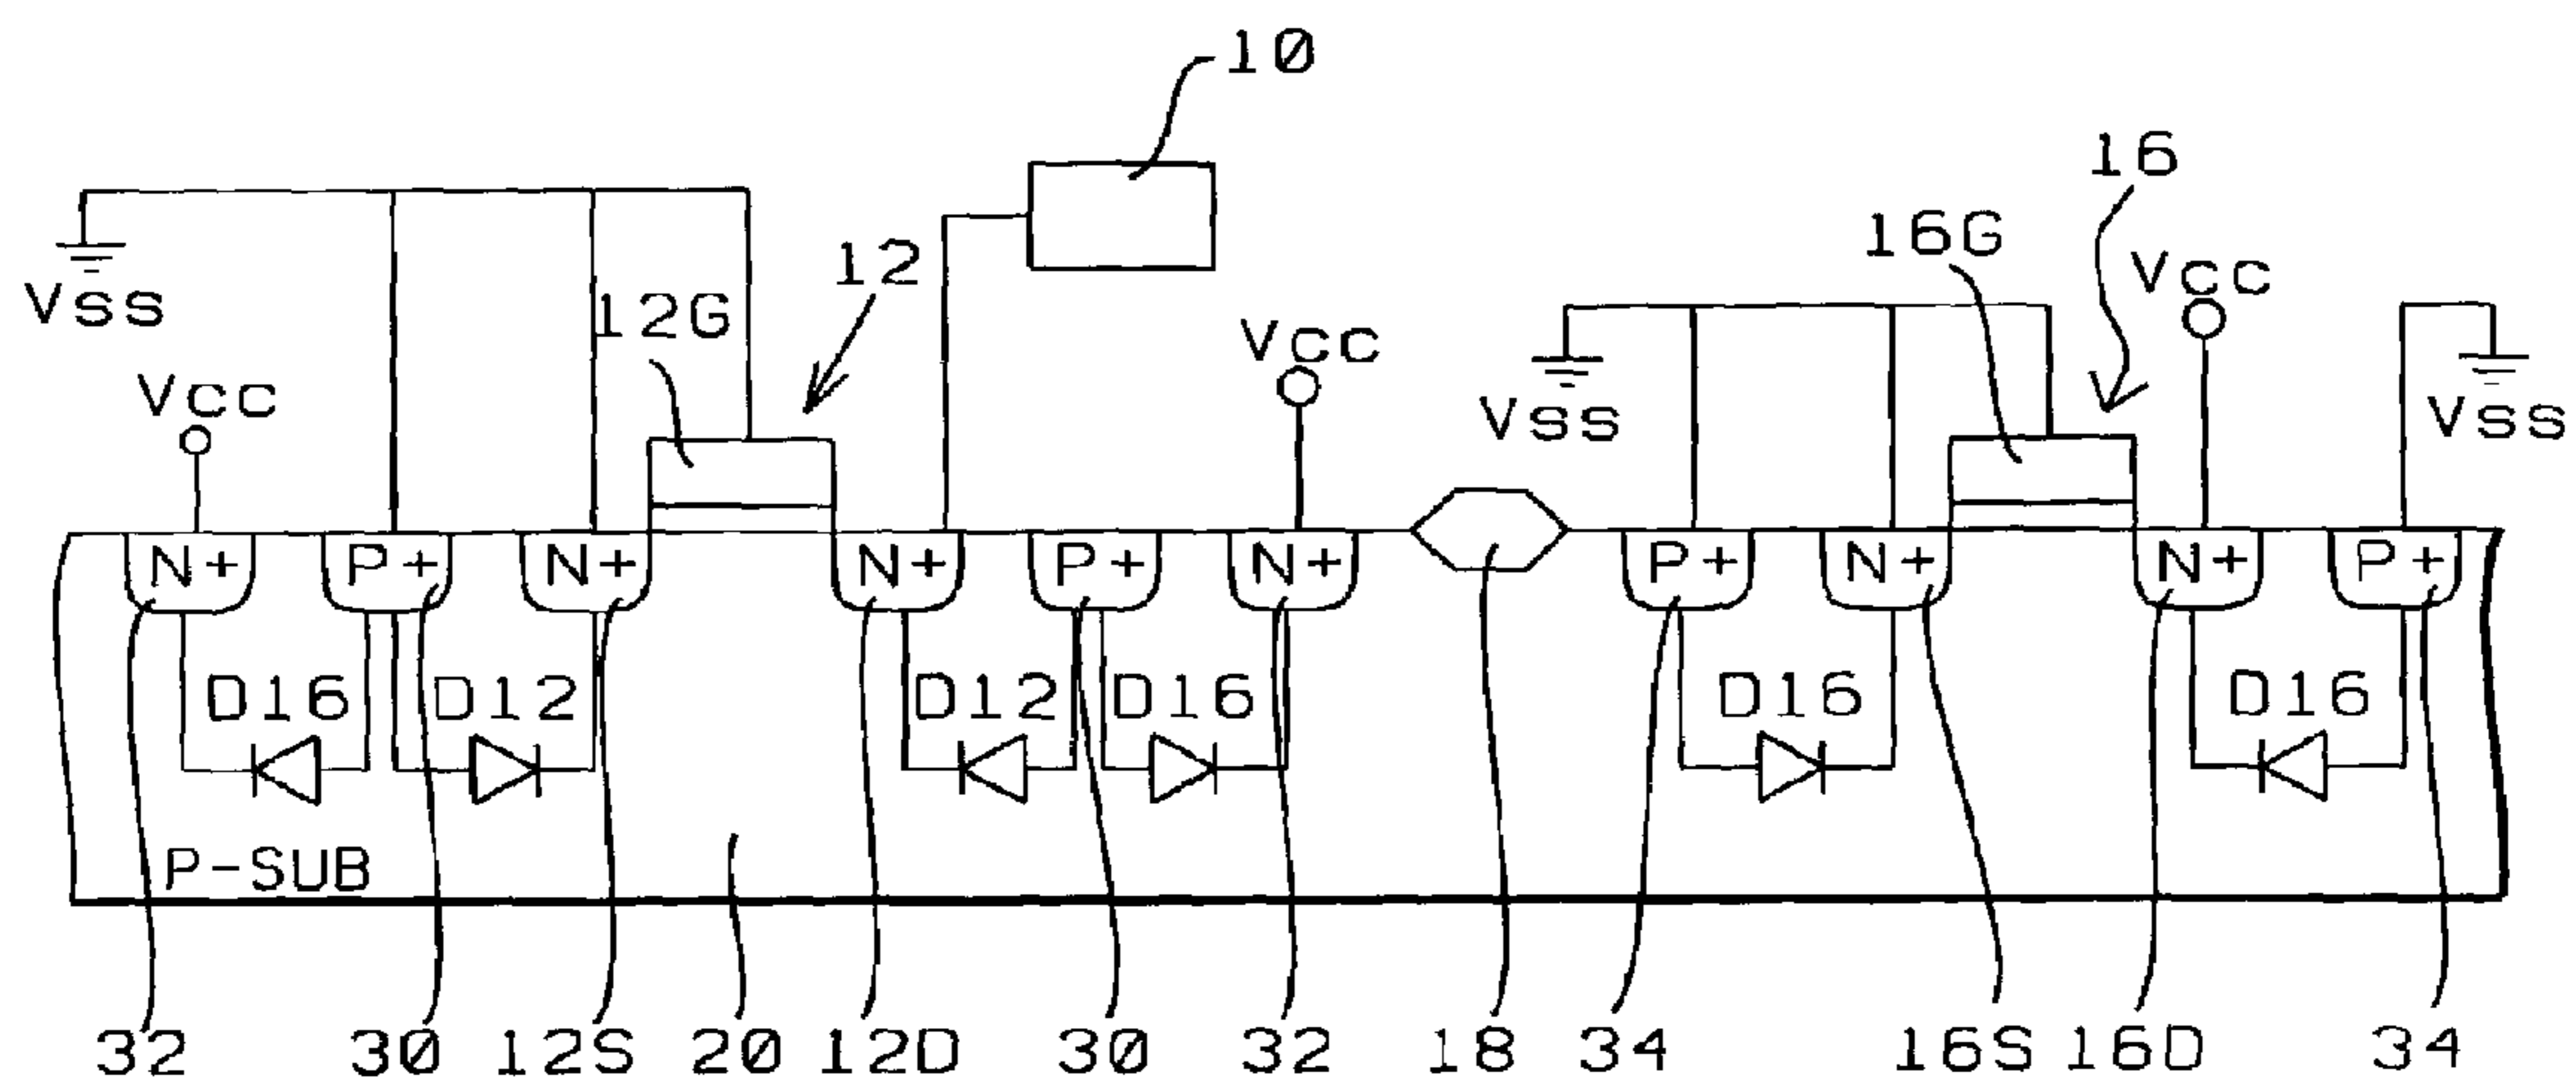 10
16
12
16G
Vcc
Vss
12G
Vcc
Vcc
Vss
Vss
N+ P+ N+ N+ P+ N+ P+ N+ N+ P+
D16 D12 D12 D16 D16 D16
P-SUB
32 30 12S 20 12D 30 32 18 34 16S 16D 34